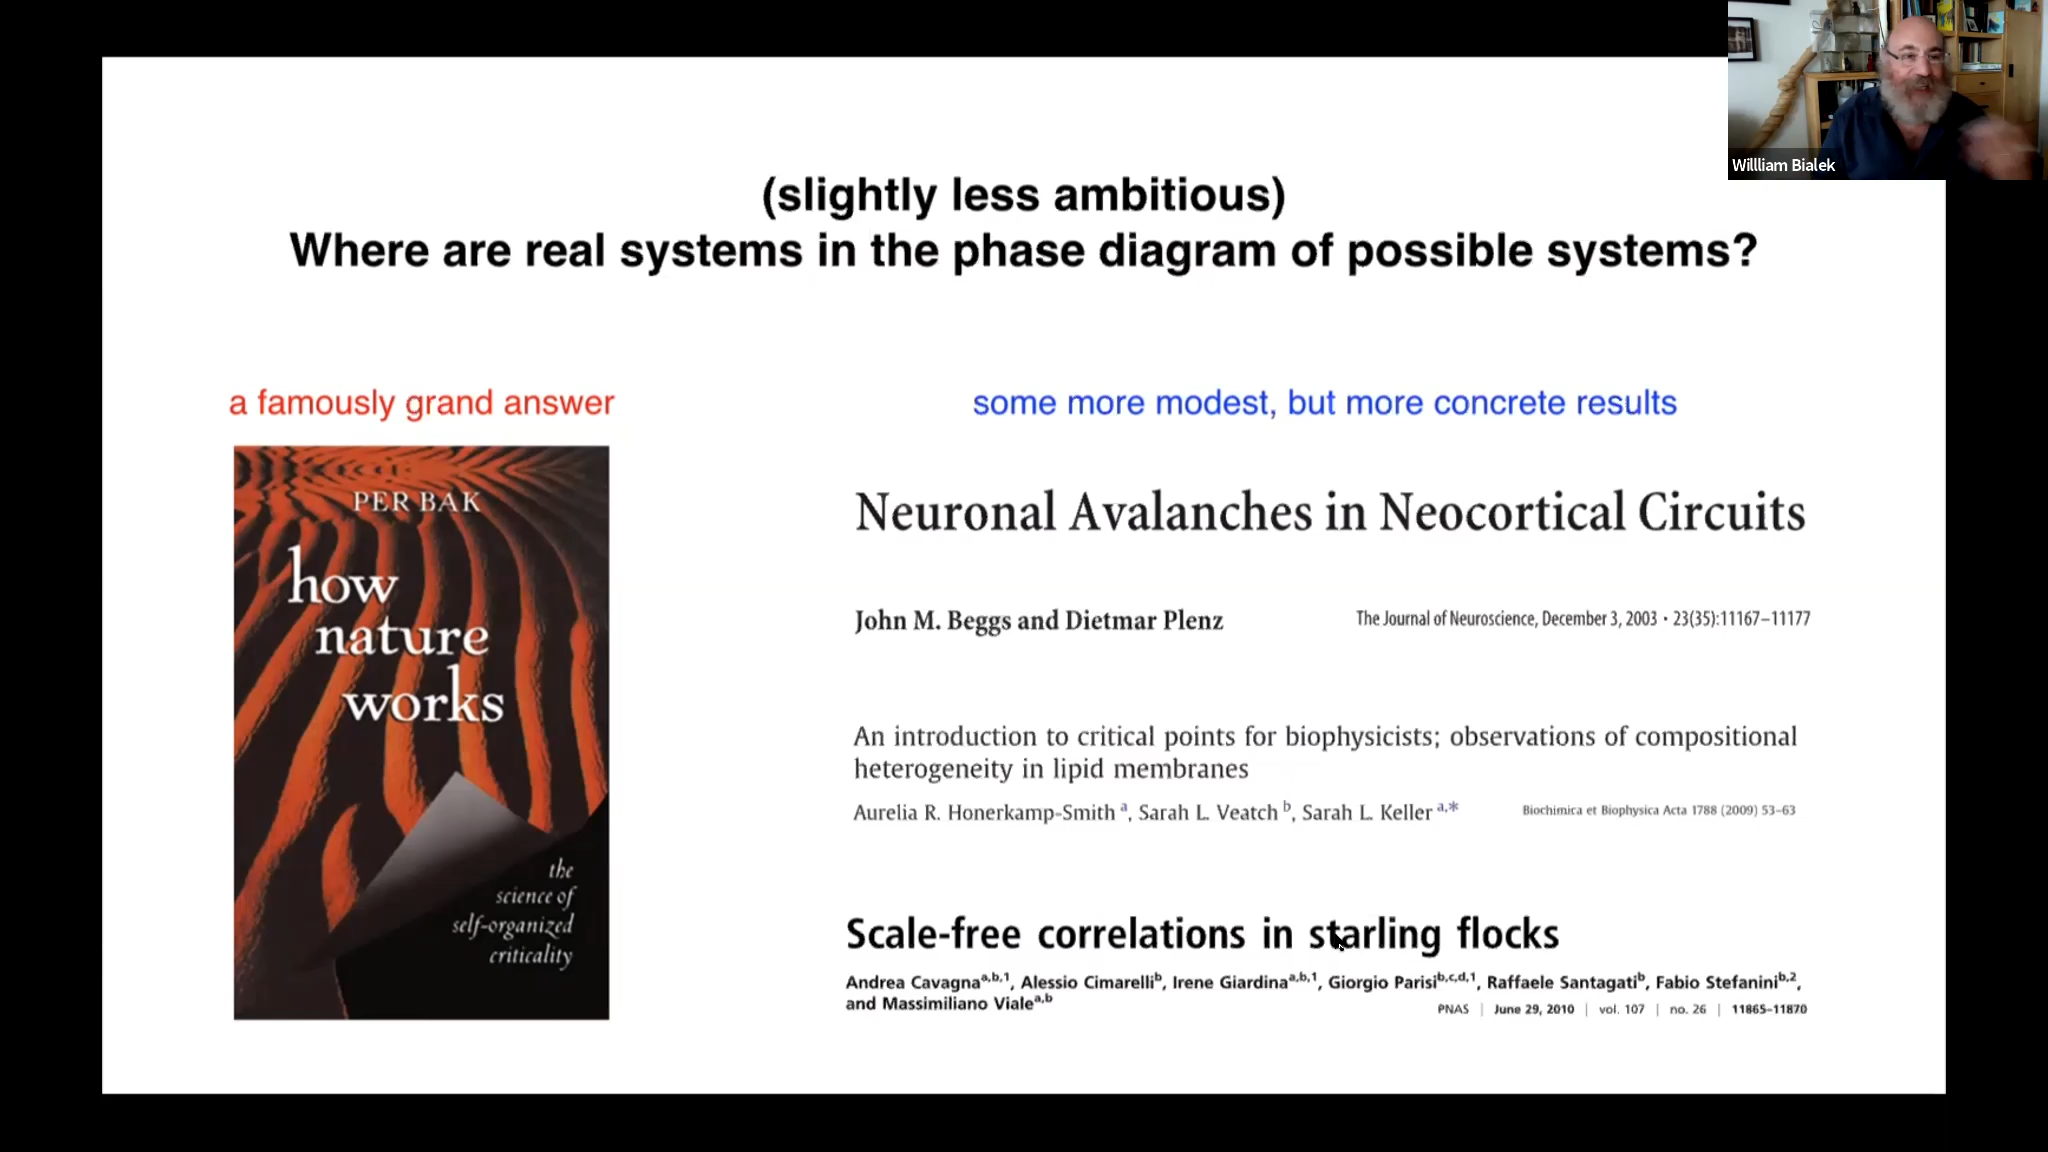 Willliam Bialek
(slightly less ambitious)
Where are real systems in the phase diagram of possible systems?
a famously grand answer
PER BAK
how
nature
works
the
science of
self-organized
criticality
some more modest, but more concrete results
Neuronal Avalanches in Neocortical Circuits
John M. Beggs and Dietmar Plenz
The Journal of Neuroscience, December 3, 2003 • 23(35):11167–11177
An introduction to critical points for biophysicists; observations of compositional
heterogeneity in lipid membranes
Aurelia R. Honerkamp-Smith a, Sarah L. Veatch b, Sarah L. Keller a,*
Biochimica et Biophysica Acta 1788 (2009) 53–63
Scale-free correlations in starling flocks
Andrea Cavagna a,b,1, Alessio Cimarelli b, Irene Giardina a,b,1, Giorgio Parisi b,c,d,1, Raffaele Santagati b, Fabio Stefanini b,2,
and Massimiliano Viale a,b
PNAS | June 29, 2010 | vol. 107 | no. 26 | 11865–11870